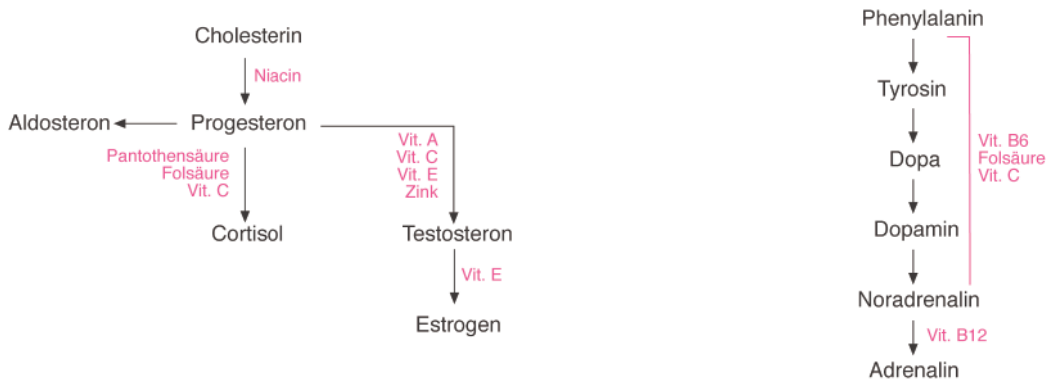 Cholesterin
Niacin
Aldosteron
Progesteron
Pantothensäure
Folsäure
Vit. C
Vit. A
Vit. C
Vit. E
Zink
Cortisol
Testosteron
Vit. E
Estrogen
Phenylalanin
Tyrosin
Dopa
Vit. B6
Folsäure
Vit. C
Dopamin
Noradrenalin
Vit. B12
Adrenalin